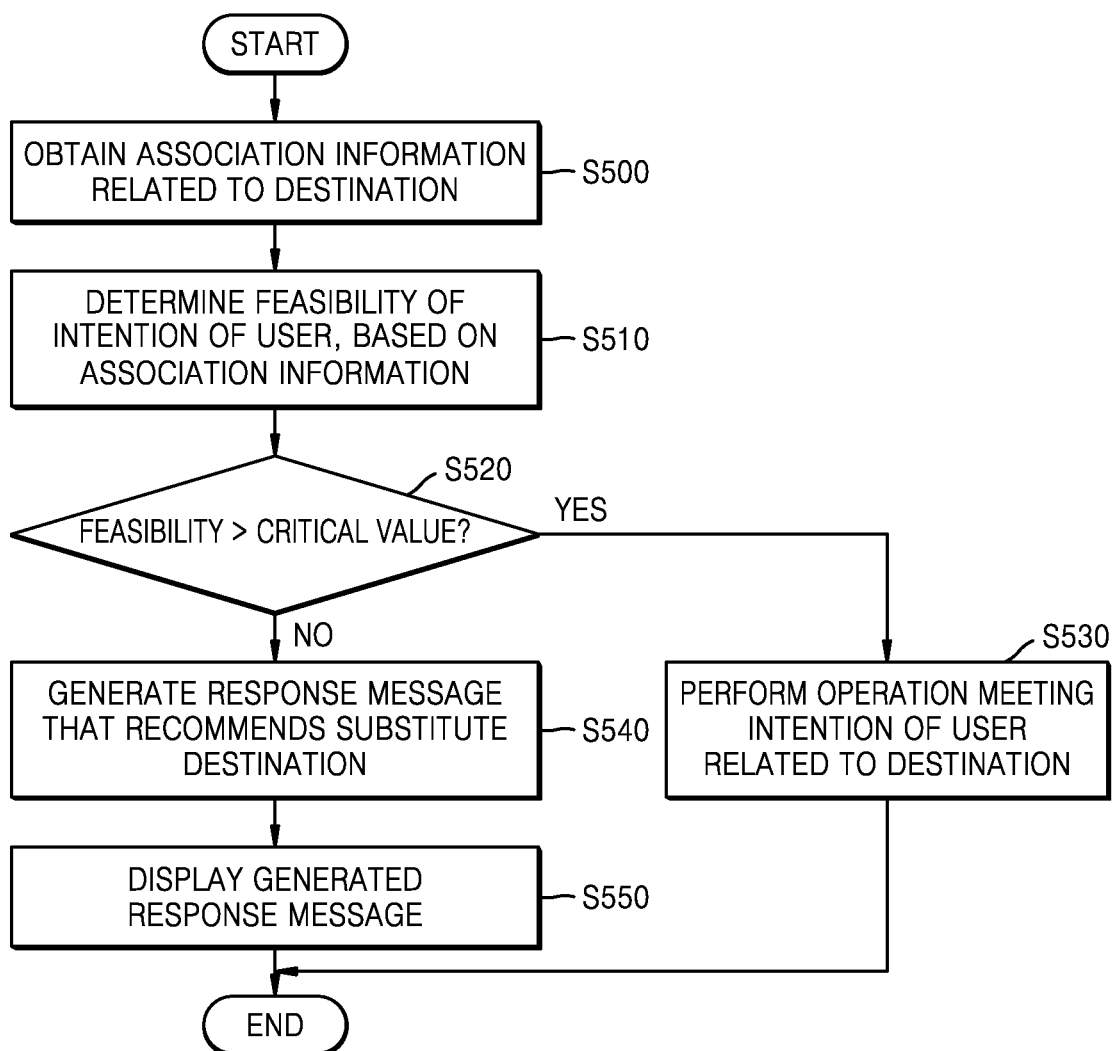 START
OBTAIN ASSOCIATION INFORMATION
RELATED TO DESTINATION
S500
DETERMINE FEASIBILITY OF
INTENTION OF USER, BASED ON
ASSOCIATION INFORMATION
S510
S520
FEASIBILITY > CRITICAL VALUE?
YES
NO
S530
GENERATE RESPONSE MESSAGE
THAT RECOMMENDS SUBSTITUTE
DESTINATION
S540
PERFORM OPERATION MEETING
INTENTION OF USER
RELATED TO DESTINATION
DISPLAY GENERATED
RESPONSE MESSAGE
S550
END